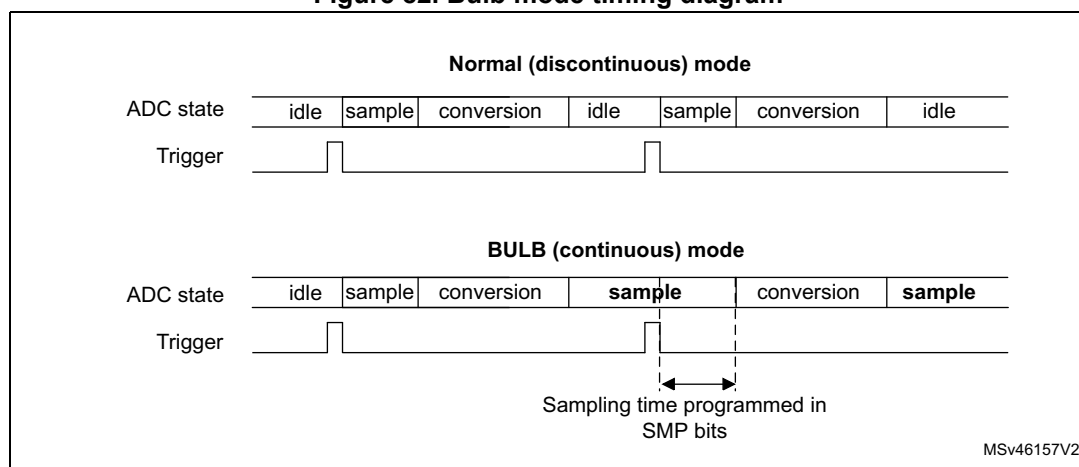 Figure 82. Bulb mode timing diagram
Normal (discontinuous) mode
ADC state idle sample conversion idle sample conversion idle
Trigger
BULB (continuous) mode
ADC state idle sample conversion sample conversion sample
Trigger
Sampling time programmed in
SMP bits
MSv46157V2